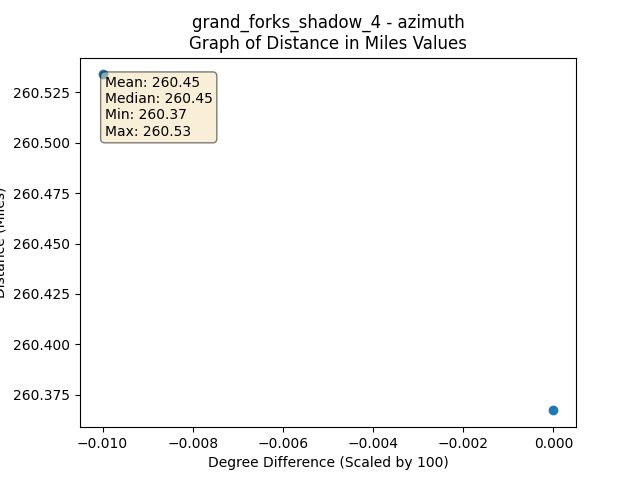 grand_forks_shadow_4 - azimuth
Graph of Distance in Miles Values
Mean: 260.45
Median: 260.45
Min: 260.37
Max: 260.53
260.525
260.500
260.475
260.450
260.425
260.400
260.375
Distance (Miles)
−0.010 −0.008 −0.006 −0.004 −0.002 0.000
Degree Difference (Scaled by 100)